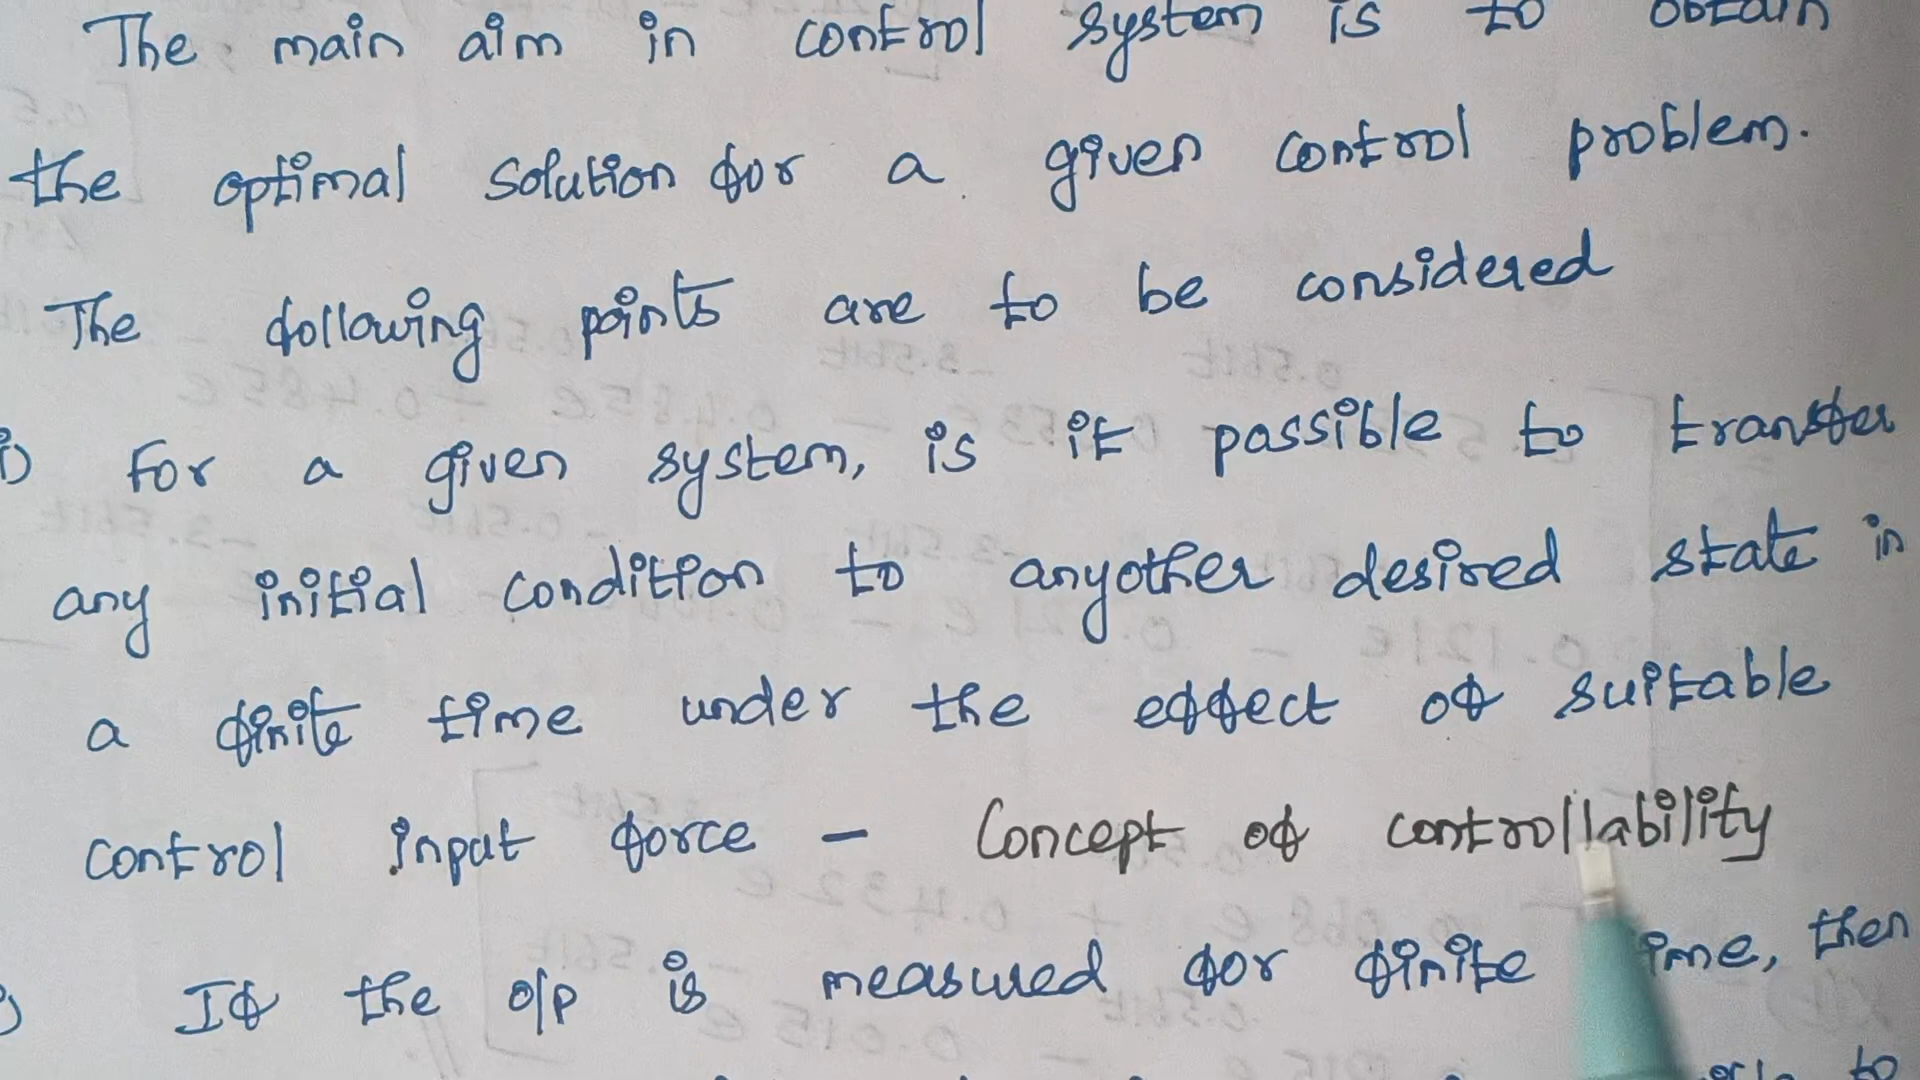 The main aim in control system is to obtain
the optimal solution for a given control problem.
The following points are to be considered
i) For a given system, is it possible to transfer
any initial condition to anyother desired state in
a finite time under the effect of suitable
control input force - Concept of controllability
If the o/p is measured for finite time, then
to